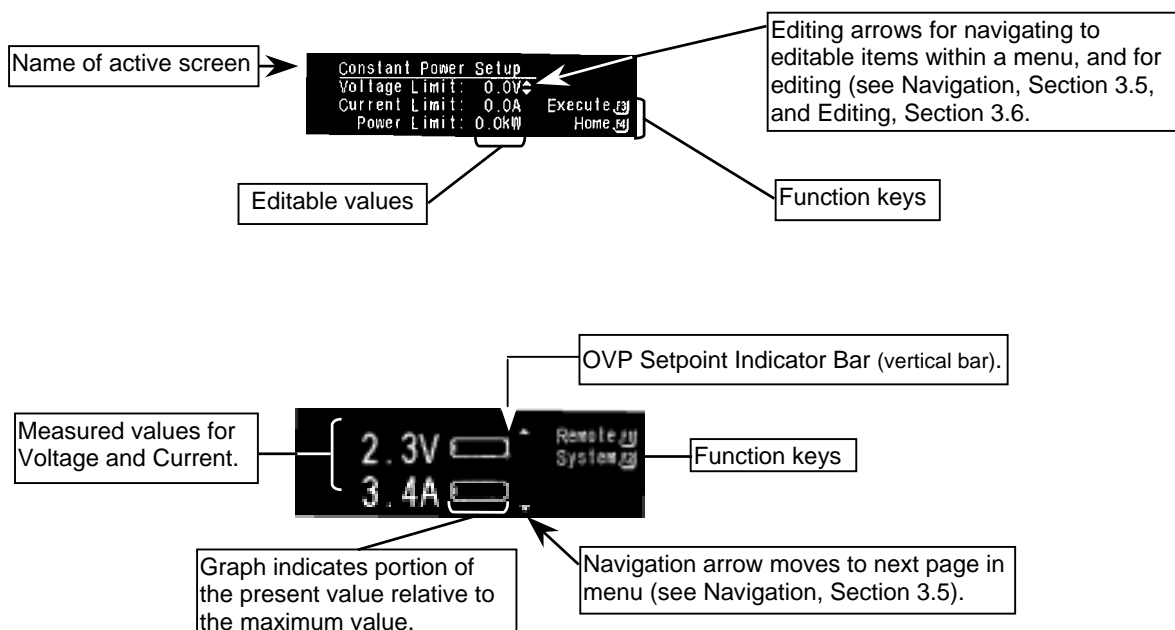 Name of active screen
Constant Power Setup
Voltage Limit: 0.0V
Current Limit: 0.0A Execute F3
Power Limit: 0.0kW Home F4
Editing arrows for navigating to
editable items within a menu, and for
editing (see Navigation, Section 3.5,
and Editing, Section 3.6.
Editable values
Function keys
OVP Setpoint Indicator Bar (vertical bar).
Measured values for
Voltage and Current.
2.3V
3.4A
Remote F1
System F2
Function keys
Graph indicates portion of
the present value relative to
the maximum value.
Navigation arrow moves to next page in
menu (see Navigation, Section 3.5).